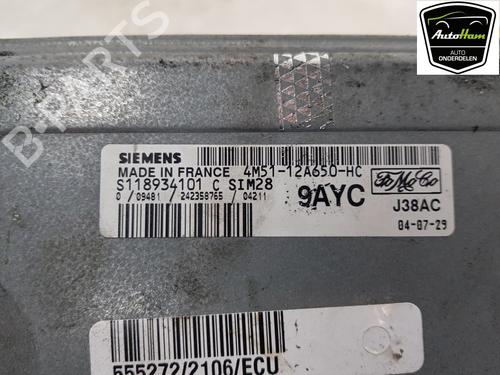 AutoHam
AUTO
ONDERDELEN
SIEMENS
MADE IN FRANCE 4M51-12A650-HC
S118934101 C SIM28
0 / 09481 / 242358765 / 04211
9AYC
FoMoCo
J38AC
04-07-29
555272/2106/ECU
B-Parts